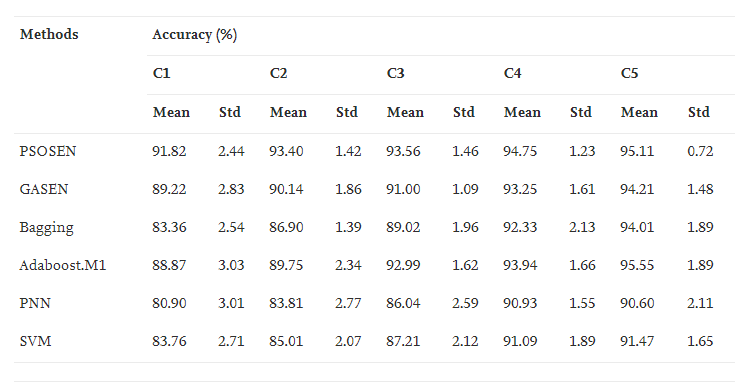 Methods Accuracy (%)
C1 C2 C3 C4 C5
Mean Std Mean Std Mean Std Mean Std Mean Std
PSOSEN 91.82 2.44 93.40 1.42 93.56 1.46 94.75 1.23 95.11 0.72
GASEN 89.22 2.83 90.14 1.86 91.00 1.09 93.25 1.61 94.21 1.48
Bagging 83.36 2.54 86.90 1.39 89.02 1.96 92.33 2.13 94.01 1.89
Adaboost.M1 88.87 3.03 89.75 2.34 92.99 1.62 93.94 1.66 95.55 1.89
PNN 80.90 3.01 83.81 2.77 86.04 2.59 90.93 1.55 90.60 2.11
SVM 83.76 2.71 85.01 2.07 87.21 2.12 91.09 1.89 91.47 1.65